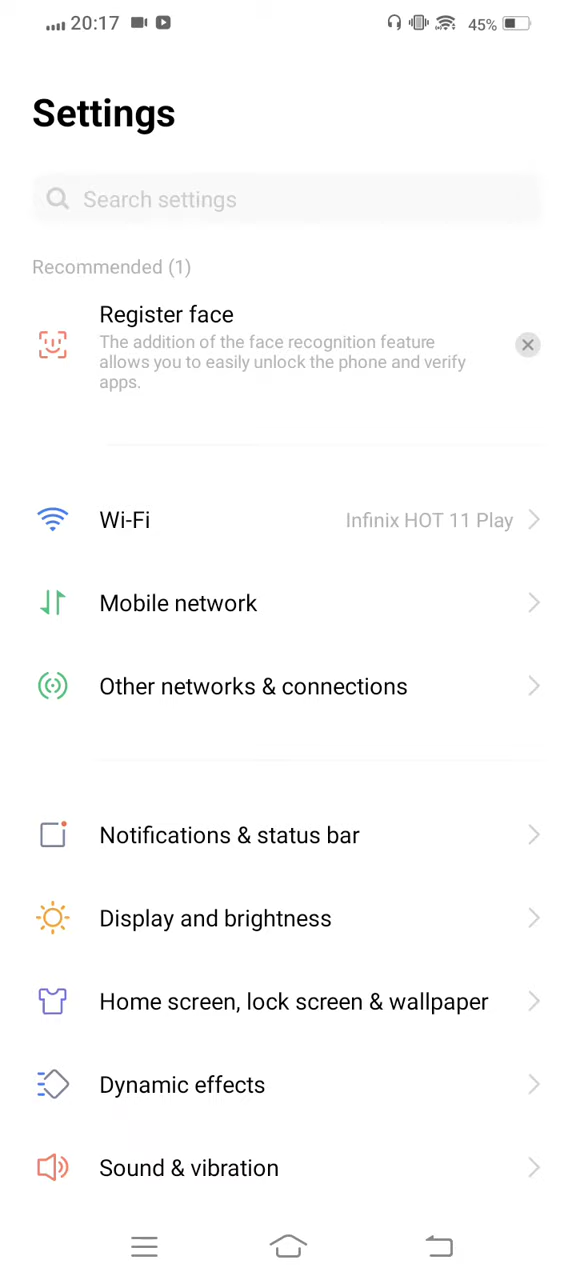 20:17
45%
Settings
Search settings
Recommended (1)
Register face
The addition of the face recognition feature
allows you to easily unlock the phone and verify
apps.
Wi-Fi
Infinix HOT 11 Play
Mobile network
Other networks & connections
Notifications & status bar
Display and brightness
Home screen, lock screen & wallpaper
Dynamic effects
Sound & vibration